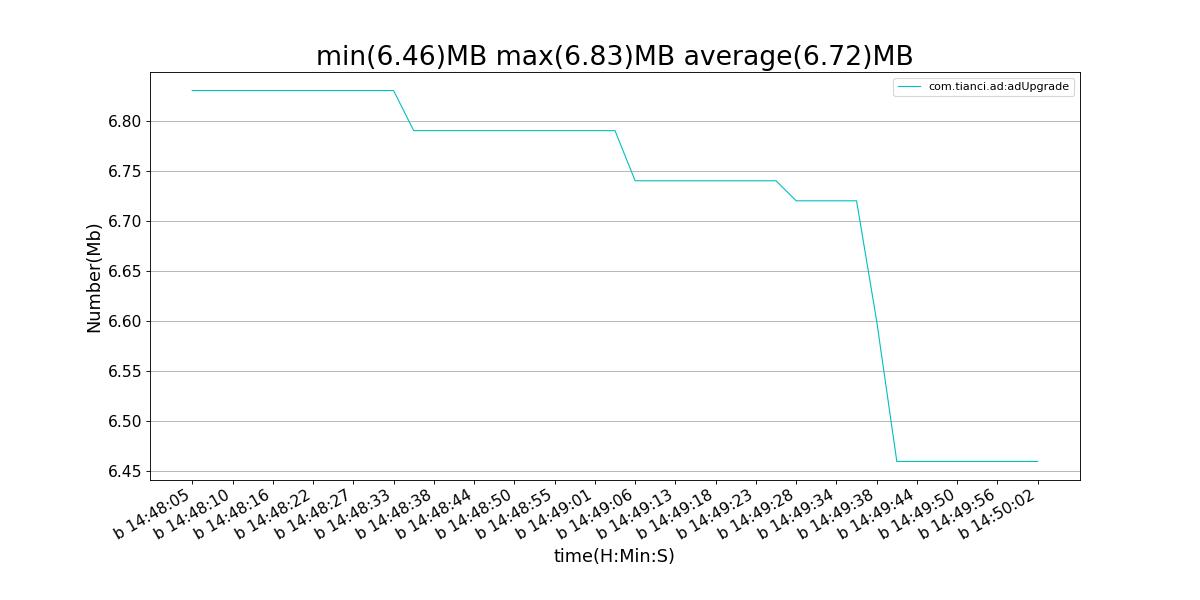 min(6.46)MB max(6.83)MB average(6.72)MB
com.tianci.ad:adUpgrade
Number(Mb)
6.80
6.75
6.70
6.65
6.60
6.55
6.50
6.45
b 14:48:05
b 14:48:10
b 14:48:16
b 14:48:22
b 14:48:27
b 14:48:33
b 14:48:38
b 14:48:44
b 14:48:50
b 14:48:55
b 14:49:01
b 14:49:06
b 14:49:13
b 14:49:18
b 14:49:23
b 14:49:28
b 14:49:34
b 14:49:38
b 14:49:44
b 14:49:50
b 14:49:56
b 14:50:02
time(H:Min:S)